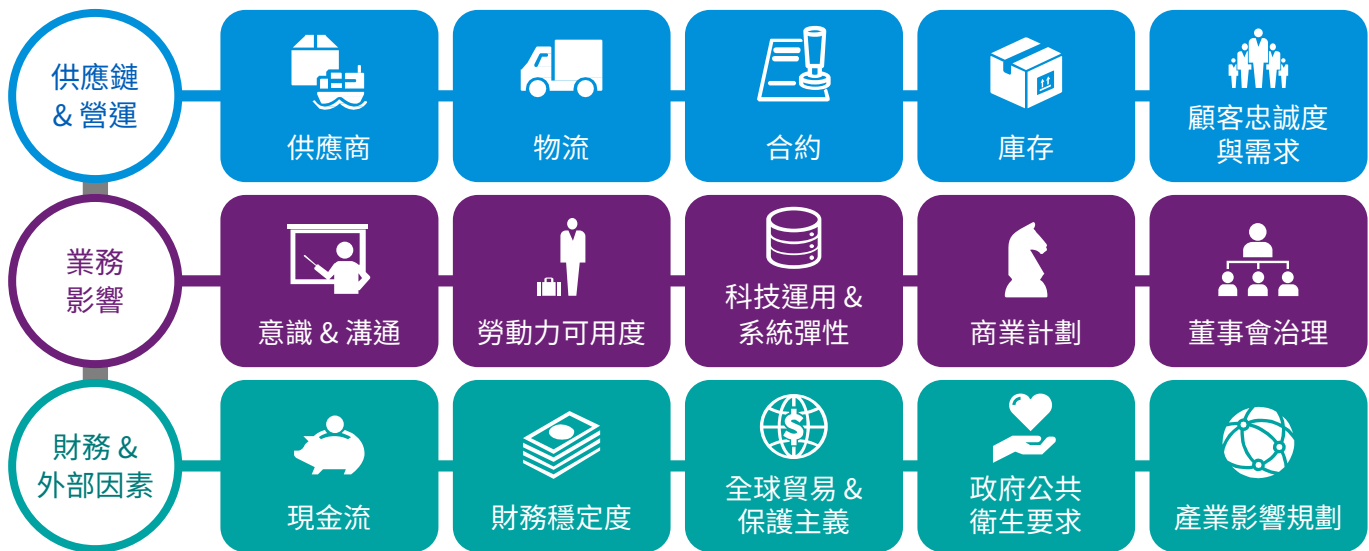 供應鏈
& 營運
供應商
物流
合約
庫存
顧客忠誠度
與需求
業務
影響
意識 & 溝通
勞動力可用度
科技運用 &
系統彈性
商業計劃
董事會治理
財務 &
外部因素
現金流
財務穩定度
全球貿易 &
保護主義
政府公共
衛生要求
產業影響規劃